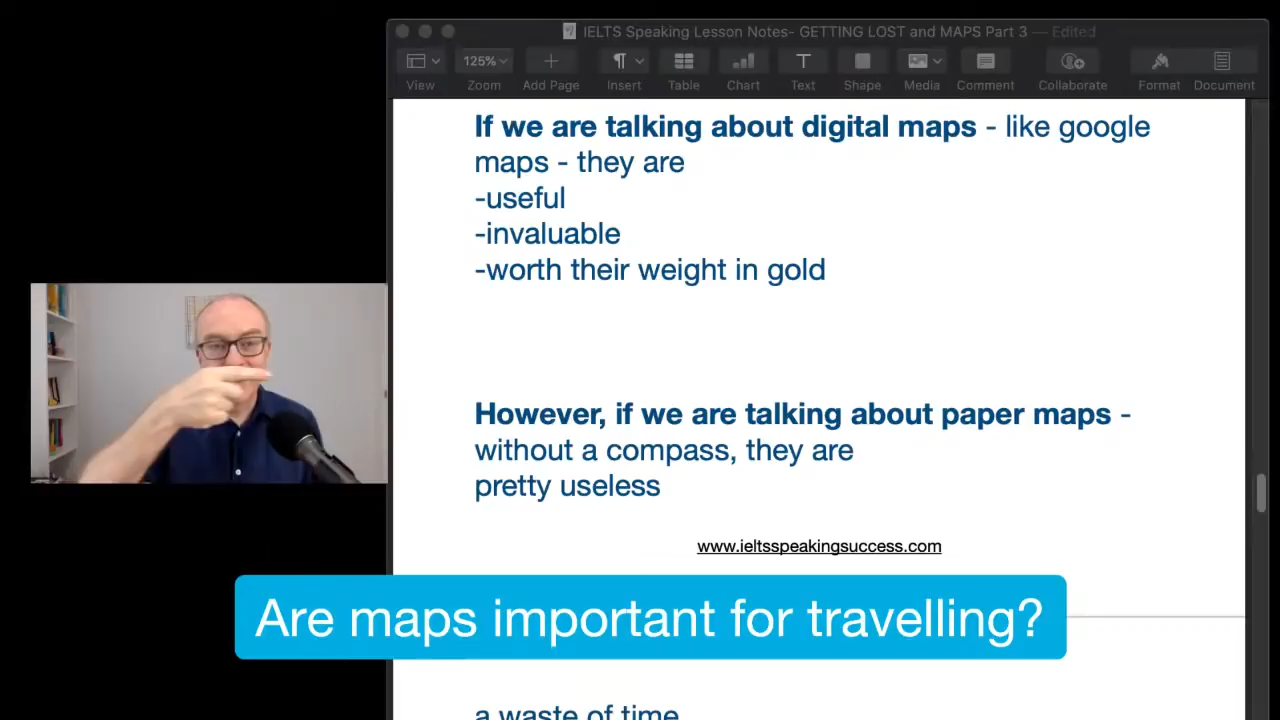 IELTS Speaking Lesson Notes- GETTING LOST and MAPS Part 3 — Edited
125%
View
Zoom
Add Page
Insert
Table
Chart
Text
Shape
Media
Comment
Collaborate
Format
Document
If we are talking about digital maps - like google
maps - they are
-useful
-invaluable
-worth their weight in gold
However, if we are talking about paper maps -
without a compass, they are
pretty useless
www.ieltsspeakingsuccess.com
Are maps important for travelling?
a waste of time